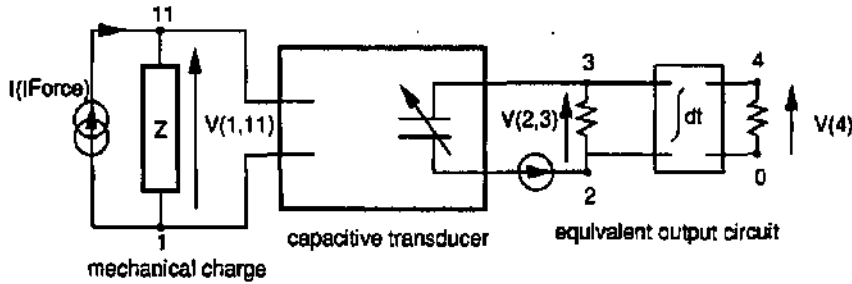 11
I(IForce)
Z
V(1,11)
1
mechanical charge
capacitive transducer
3
V(2,3)
2
∫dt
4
V(4)
0
equivalent output circuit